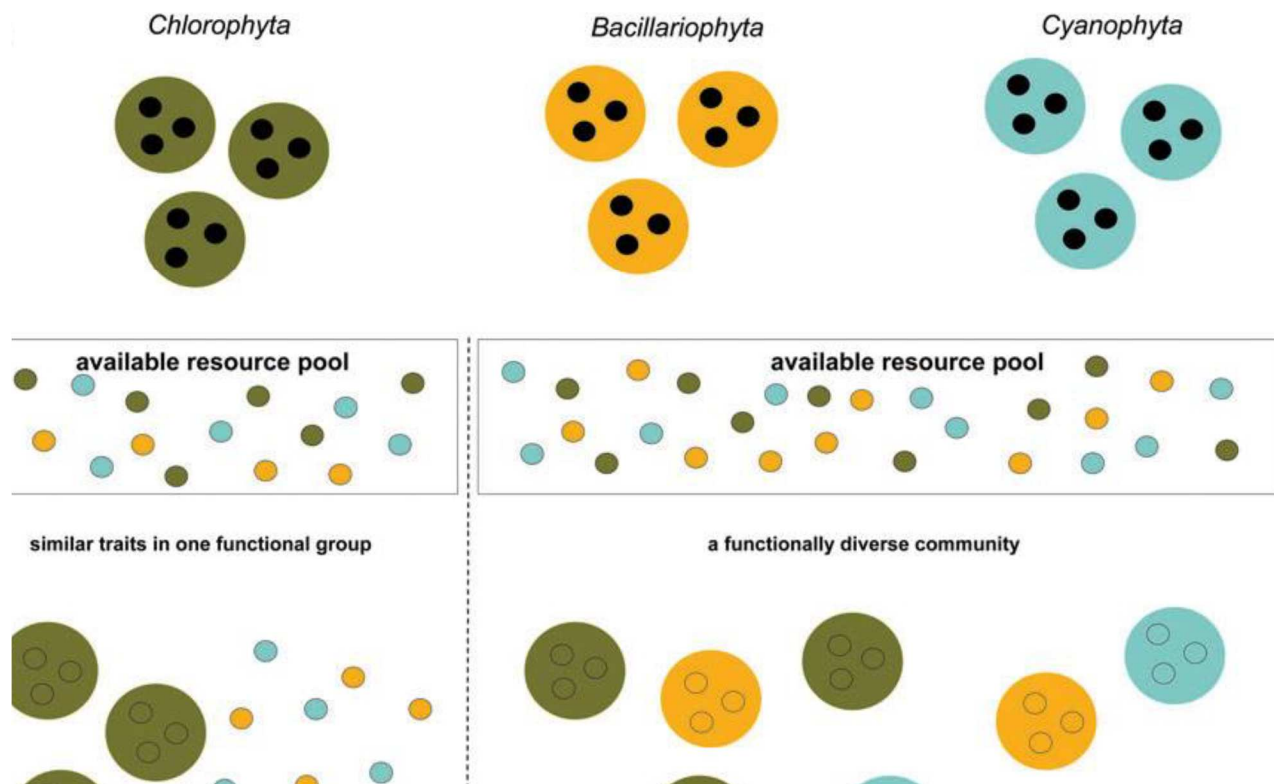 Chlorophyta
Bacillariophyta
Cyanophyta
available resource pool
available resource pool
similar traits in one functional group
a functionally diverse community